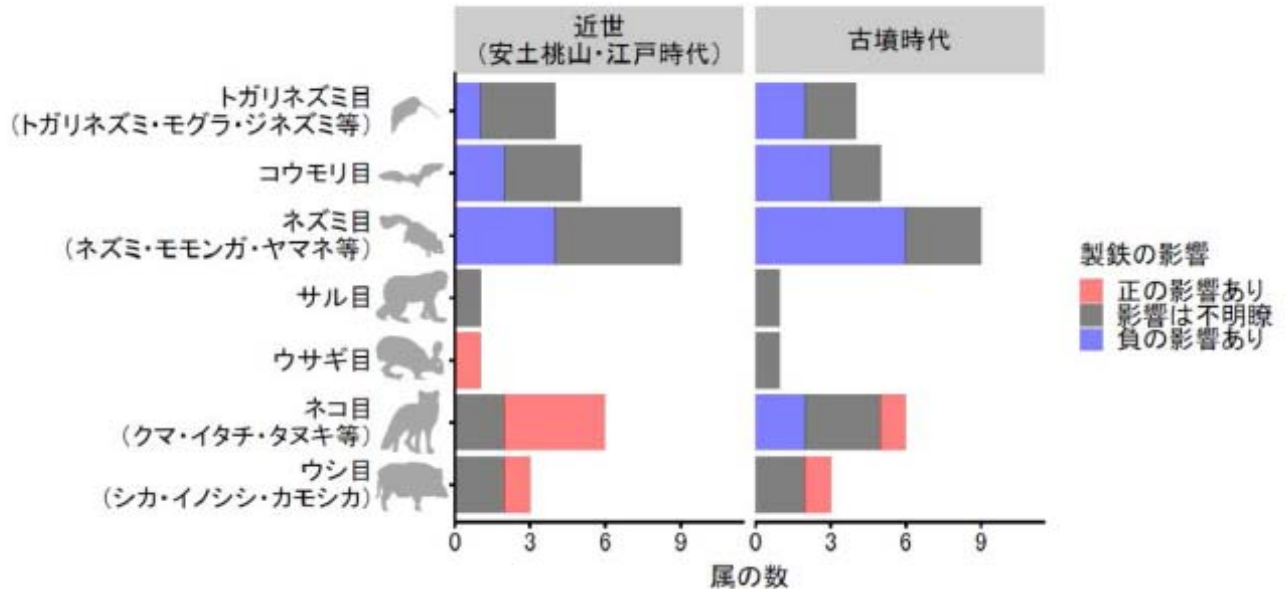 近世
(安土桃山・江戸時代)
古墳時代
トガリネズミ目
(トガリネズミ・モグラ・ジネズミ等)
コウモリ目
ネズミ目
(ネズミ・モモンガ・ヤマネ等)
サル目
ウサギ目
ネコ目
(クマ・イタチ・タヌキ等)
ウシ目
(シカ・イノシシ・カモシカ)
0 3 6 9
0 3 6 9
属の数
製鉄の影響
正の影響あり
影響は不明瞭
負の影響あり